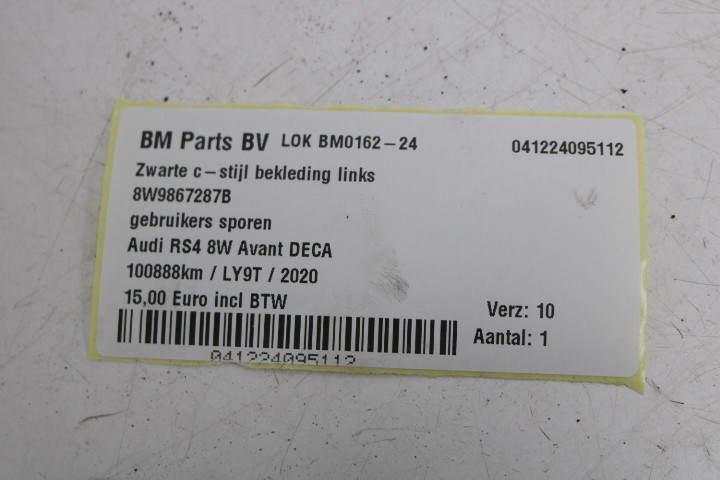 BM Parts BV LOK BM0162-24 041224095112
Zwarte c-stijl bekleding links
8W9867287B
gebruikers sporen
Audi RS4 8W Avant DECA
100888km / LY9T / 2020
15,00 Euro incl BTW
Verz: 10
Aantal: 1
041224095112